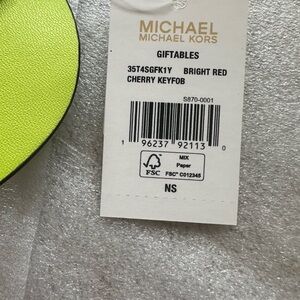 MICHAEL
MICHAEL KORS
GIFTABLES
35T4SGFK1Y BRIGHT RED
CHERRY KEYFOB
S870-0001
1 96237 92113 0
FSC
MIX
Paper
FSC™ C012345
NS